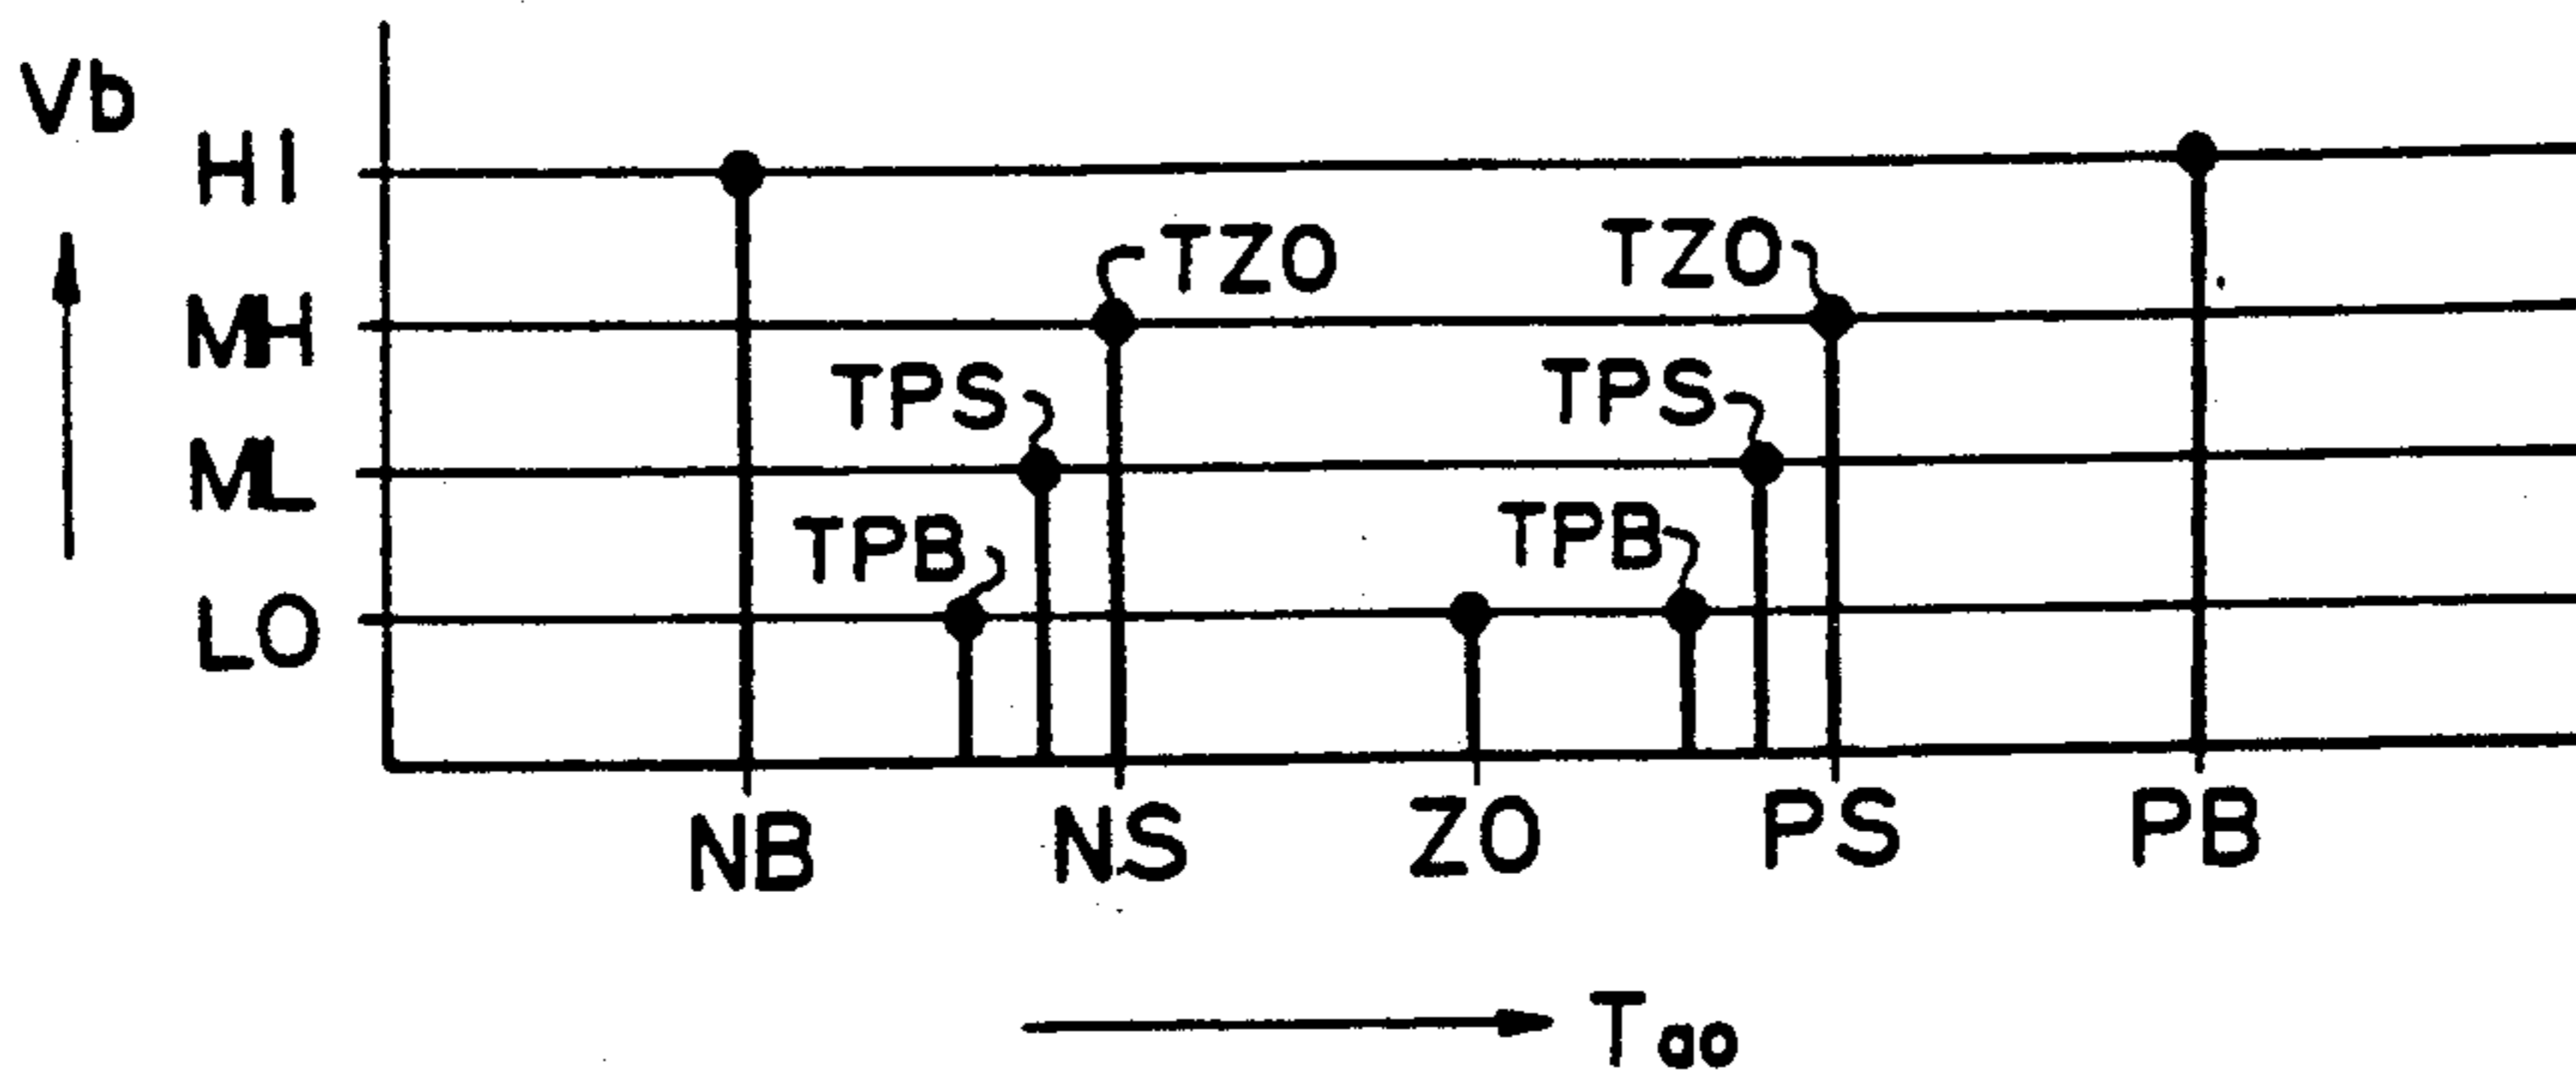 Vb
HI
TZO TZO
MH
TPS TPS
ML
TPB TPB
LO
NB NS ZO PS PB
Tao